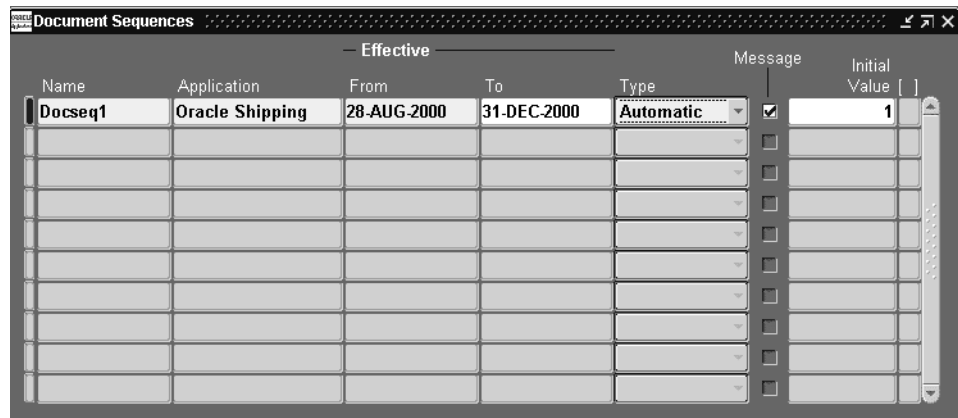 Document Sequences
Effective
Message
Initial
Name Application From To Type Value [ ]
Docseq1 Oracle Shipping 28-AUG-2000 31-DEC-2000 Automatic 1